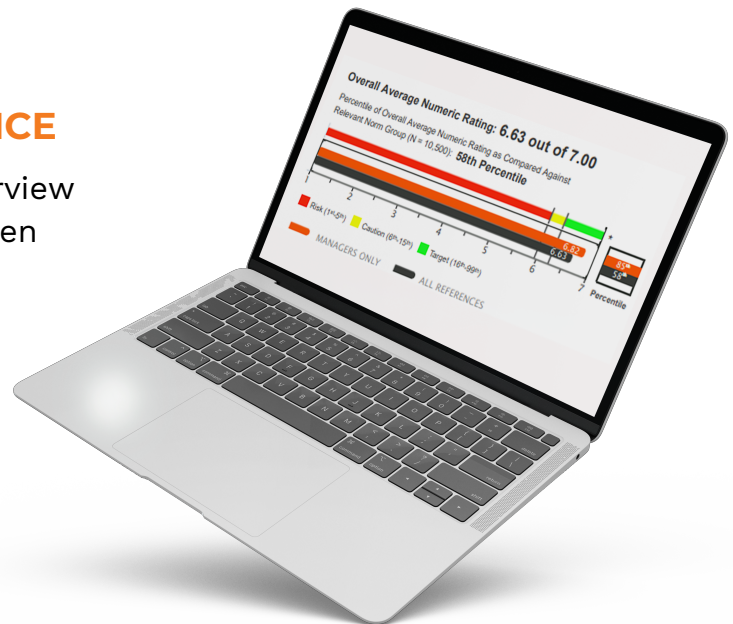 ICE
rview
en
Overall Average Numeric Rating: 6.63 out of 7.00
Percentile of Overall Average Numeric Rating as Compared Against
Relevant Norm Group (N = 10,500): 58th Percentile
6.82
6.63
1 2 3 4 5 6 7
85th
58th
Percentile
Risk (1st-5th) Caution (6th-15th) Target (16th-99th)
MANAGERS ONLY ALL REFERENCES